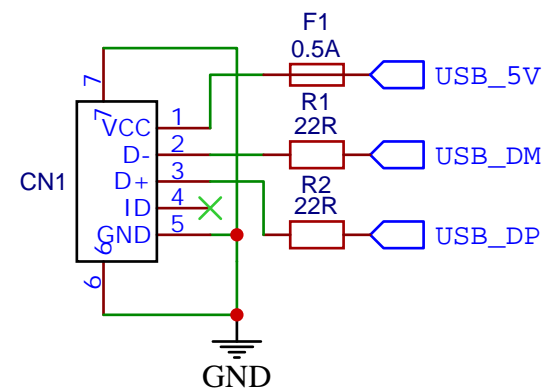 F1
0.5A
USB_5V
7
7
R1
22R
VCC 1
D- 2
USB_DM
CN1
D+ 3
R2
22R
ID 4
GND 5
USB_DP
6
6
GND